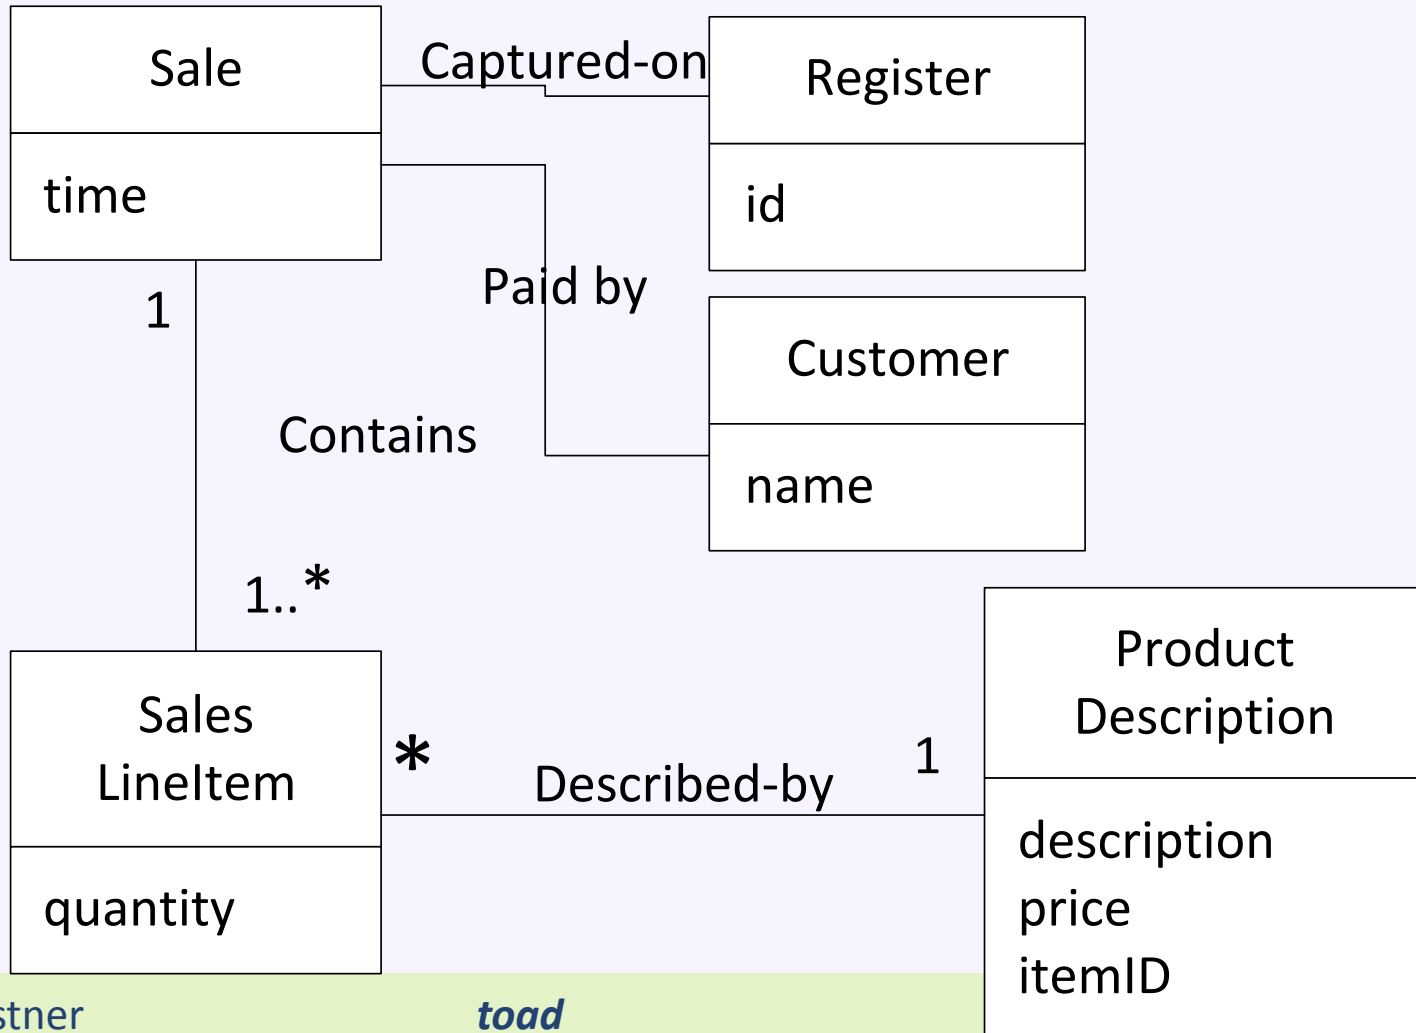 Sale
time
Captured-on
Register
id
Paid by
Customer
name
1
Contains
1..*
Sales
LineItem
quantity
*
Described-by
1
Product
Description
description
price
itemID
stner
toad